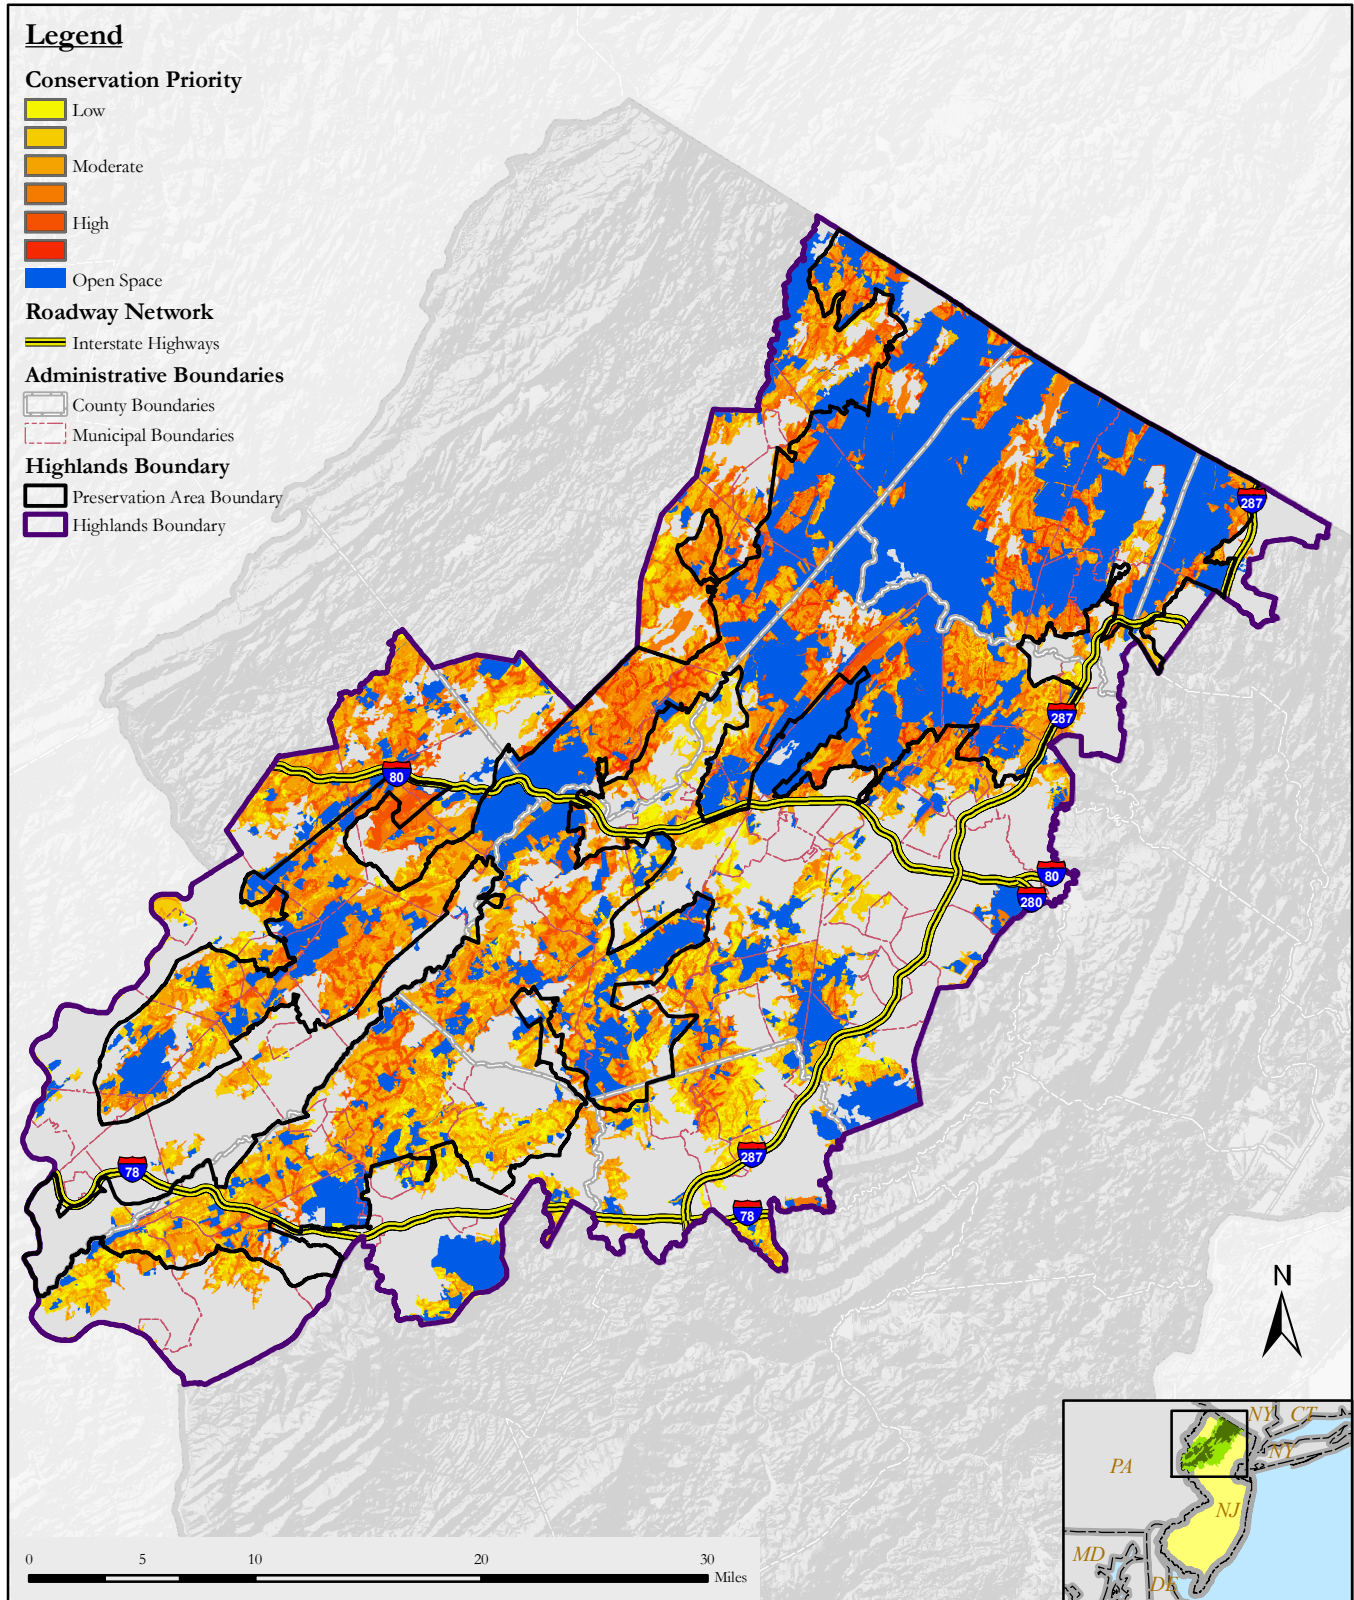 Legend
Conservation Priority
Low
Moderate
High
Open Space
Roadway Network
Interstate Highways
Administrative Boundaries
County Boundaries
Municipal Boundaries
Highlands Boundary
Preservation Area Boundary
Highlands Boundary
287
287
80
80
280
78
287
78
N
NY CT
NY
PA
NJ
MD
DE
0 5 10 20 30
Miles